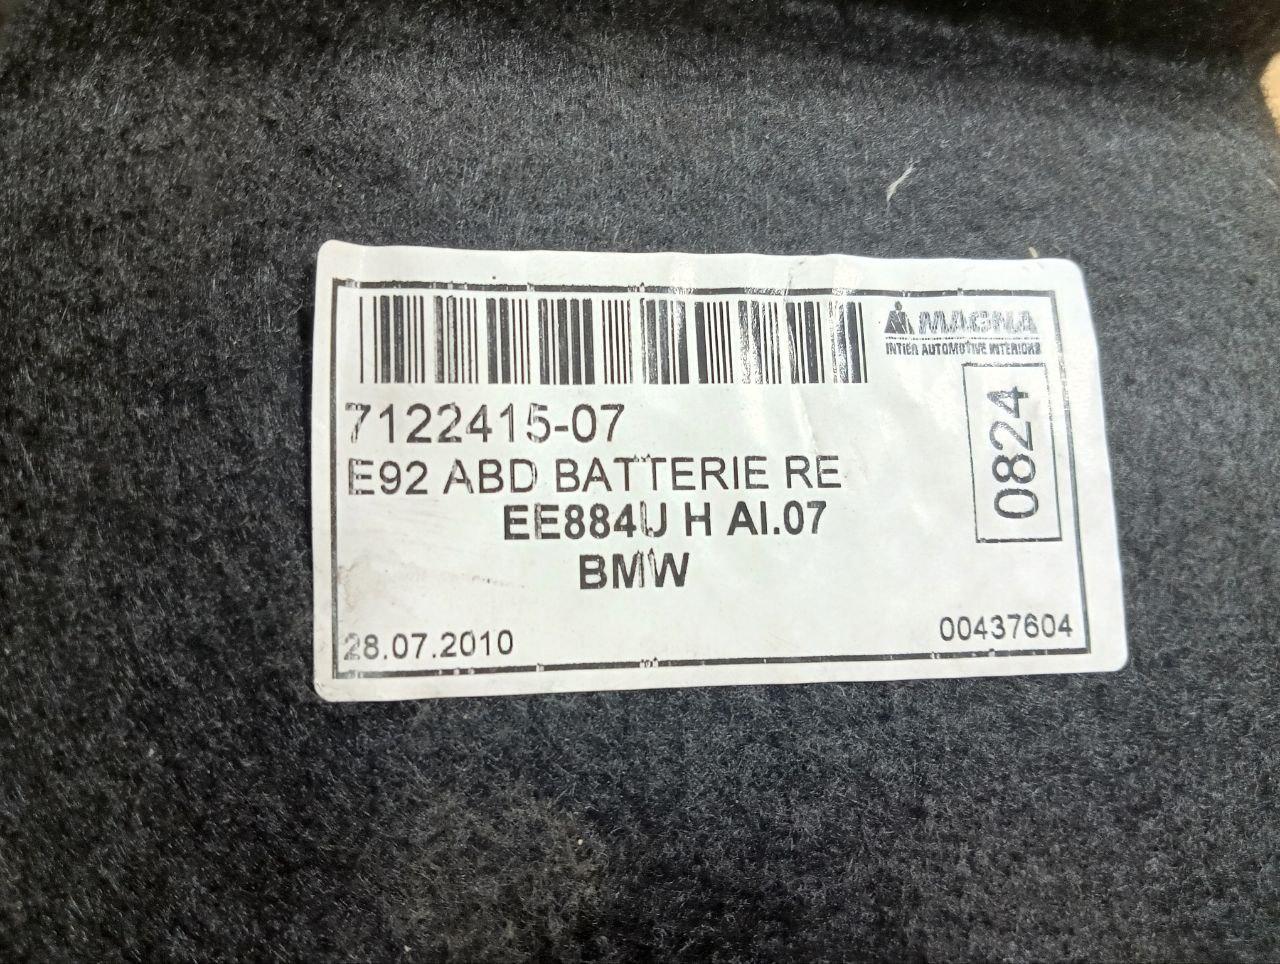 MAGNA
INTIER AUTOMOTIVE INTERIORS
7122415-07
0824
E92 ABD BATTERIE RE
EE884U H AI.07
BMW
28.07.2010
00437604